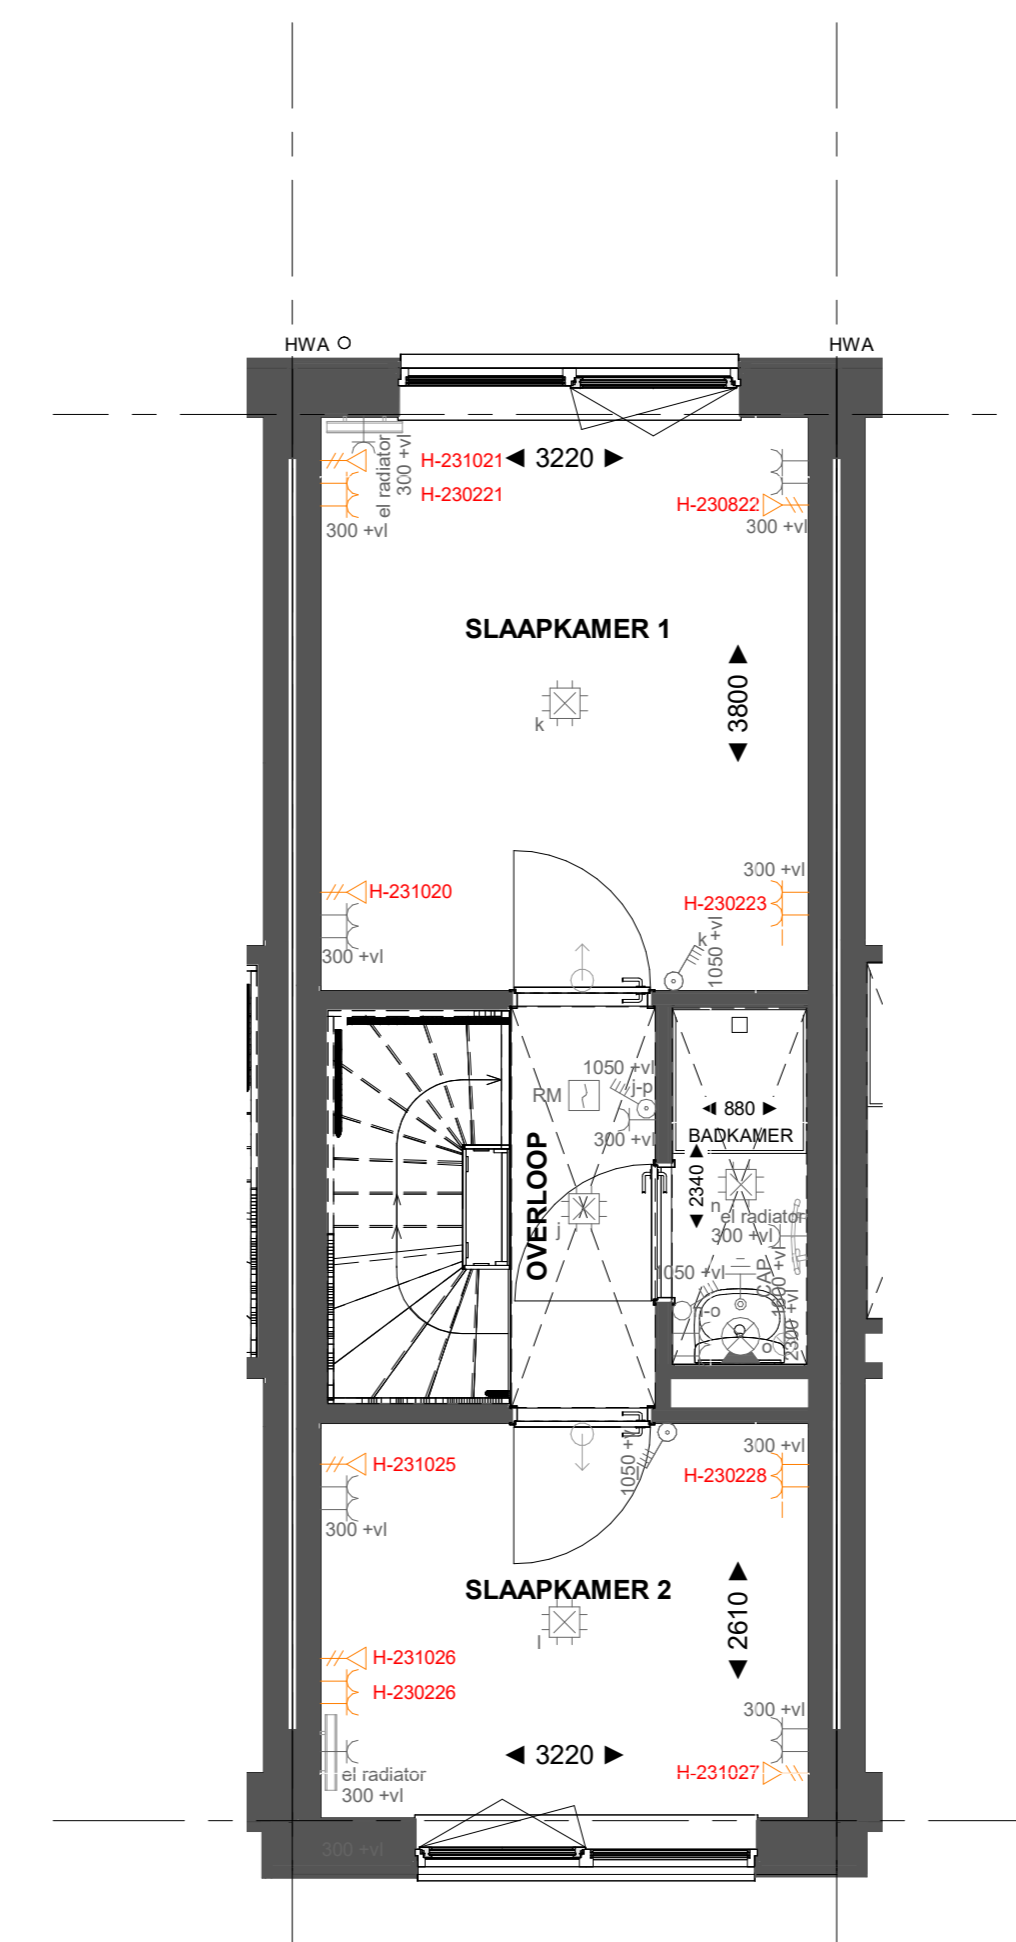 HWA
HWA
el radiator
300 +vl
H-231021
3220
H-230221
H-230822
300 +vl
300 +vl
SLAAPKAMER 1
3800
k
300 +vl
H-231020
H-230223
300 +vl
k
1050 +vl
1050 +vl
j-p
RM
300 +vl
880
BADKAMER
OVERLOOP
2340
n
el radiator
300 +vl
j
1050 +vl
CAP
1800 +vl
n-o
2300 +vl
1050 +vl
l
300 +vl
H-231025
H-230228
300 +vl
SLAAPKAMER 2
2610
l
H-231026
H-230226
300 +vl
3220
el radiator
300 +vl
H-231027
300 +vl